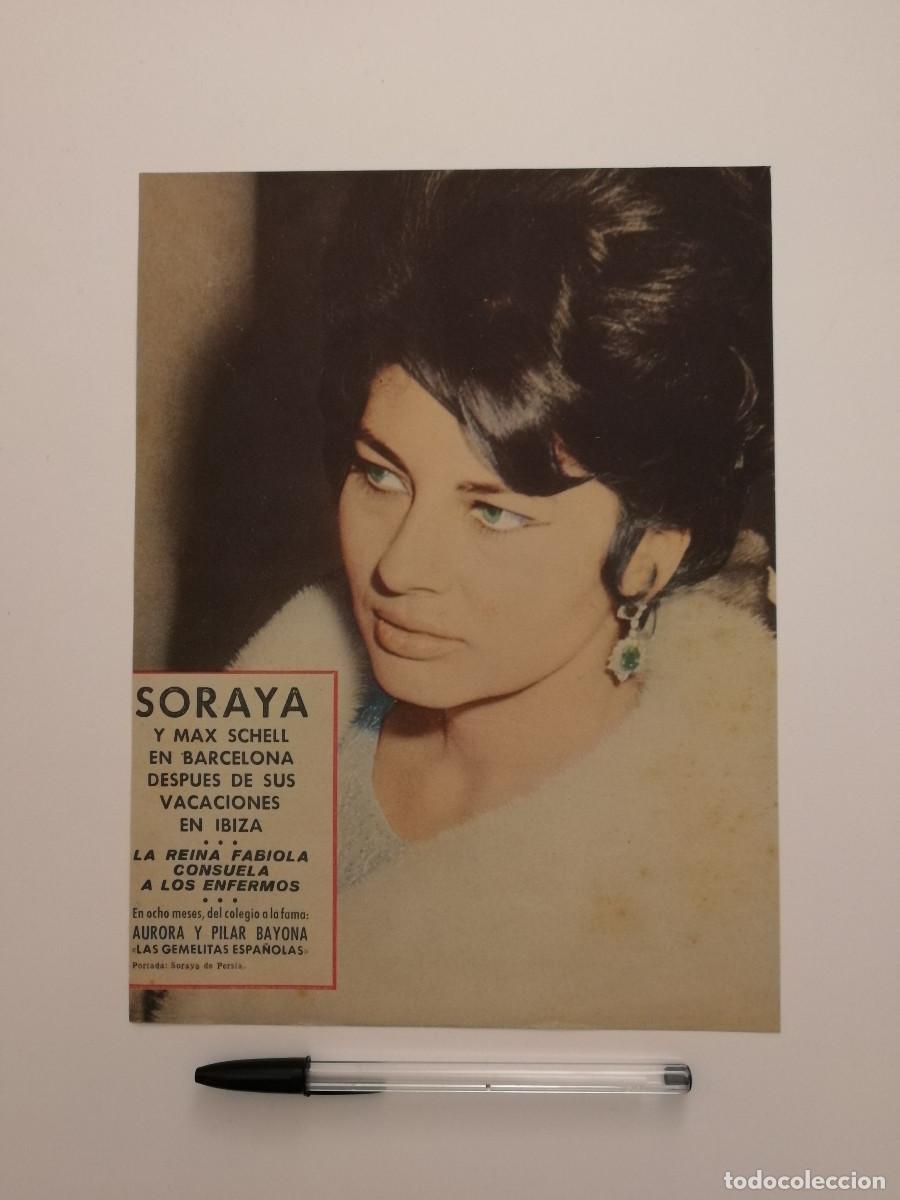 SORAYA
Y MAX SCHELL
EN BARCELONA
DESPUES DE SUS
VACACIONES
EN IBIZA
• • •
LA REINA FABIOLA
CONSUELA
A LOS ENFERMOS
• • •
En ocho meses, del colegio a la fama:
AURORA Y PILAR BAYONA
«LAS GEMELITAS ESPAÑOLAS»
Portada: Soraya de Persia.
todocoleccion